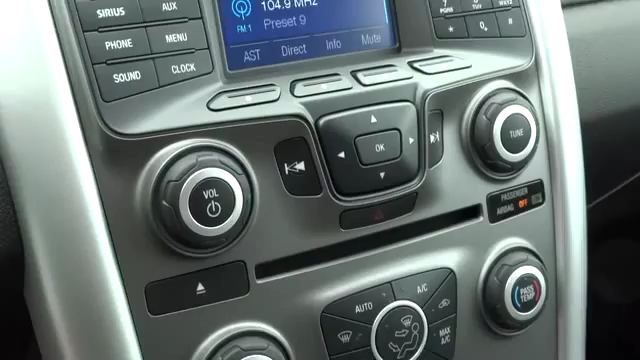 SIRIUS AUX
PHONE MENU
SOUND CLOCK
104.9 MHz
FM 1 Preset 9
AST Direct Info Mute
* 0 #
OK
VOL
TUNE
PASSENGER
AIRBAG OFF
AUTO A/C
MAX
A/C
PASS
TEMP